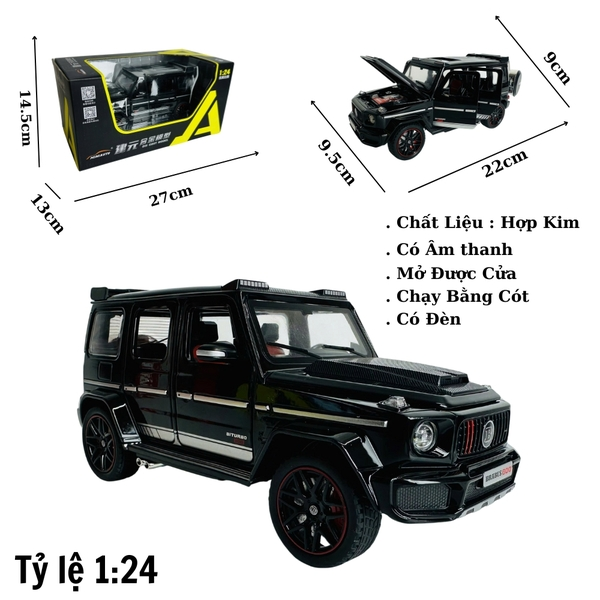 1:24
14.5cm
13cm
27cm
9cm
9.5cm
22cm
. Chất Liệu : Hợp Kim
. Có Âm thanh
. Mở Được Cửa
. Chạy Bằng Cót
. Có Đèn
BITURBO
Tỷ lệ 1:24